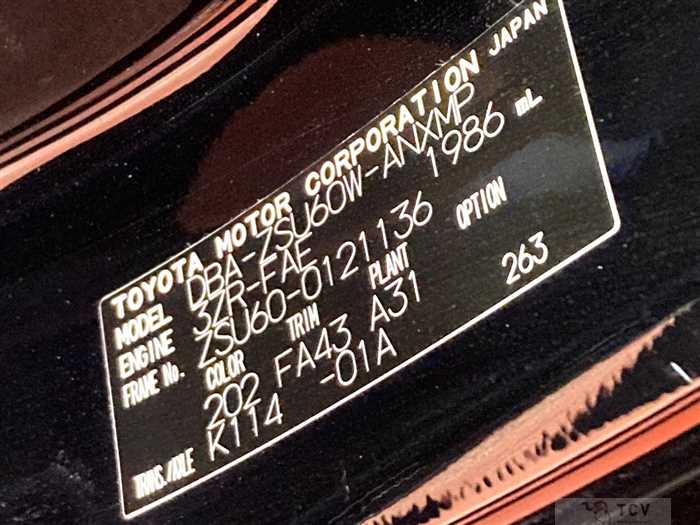 TOYOTA MOTOR CORPORATION JAPAN
MODEL DBA-ZSU60W-ANXMP
ENGINE 3ZR-FAE 1986 mL
FRAME No. ZSU60-0121136
COLOR TRIM PLANT OPTION
202 FA43 A31 263
TRANS./AXLE K114 -01A
TCV